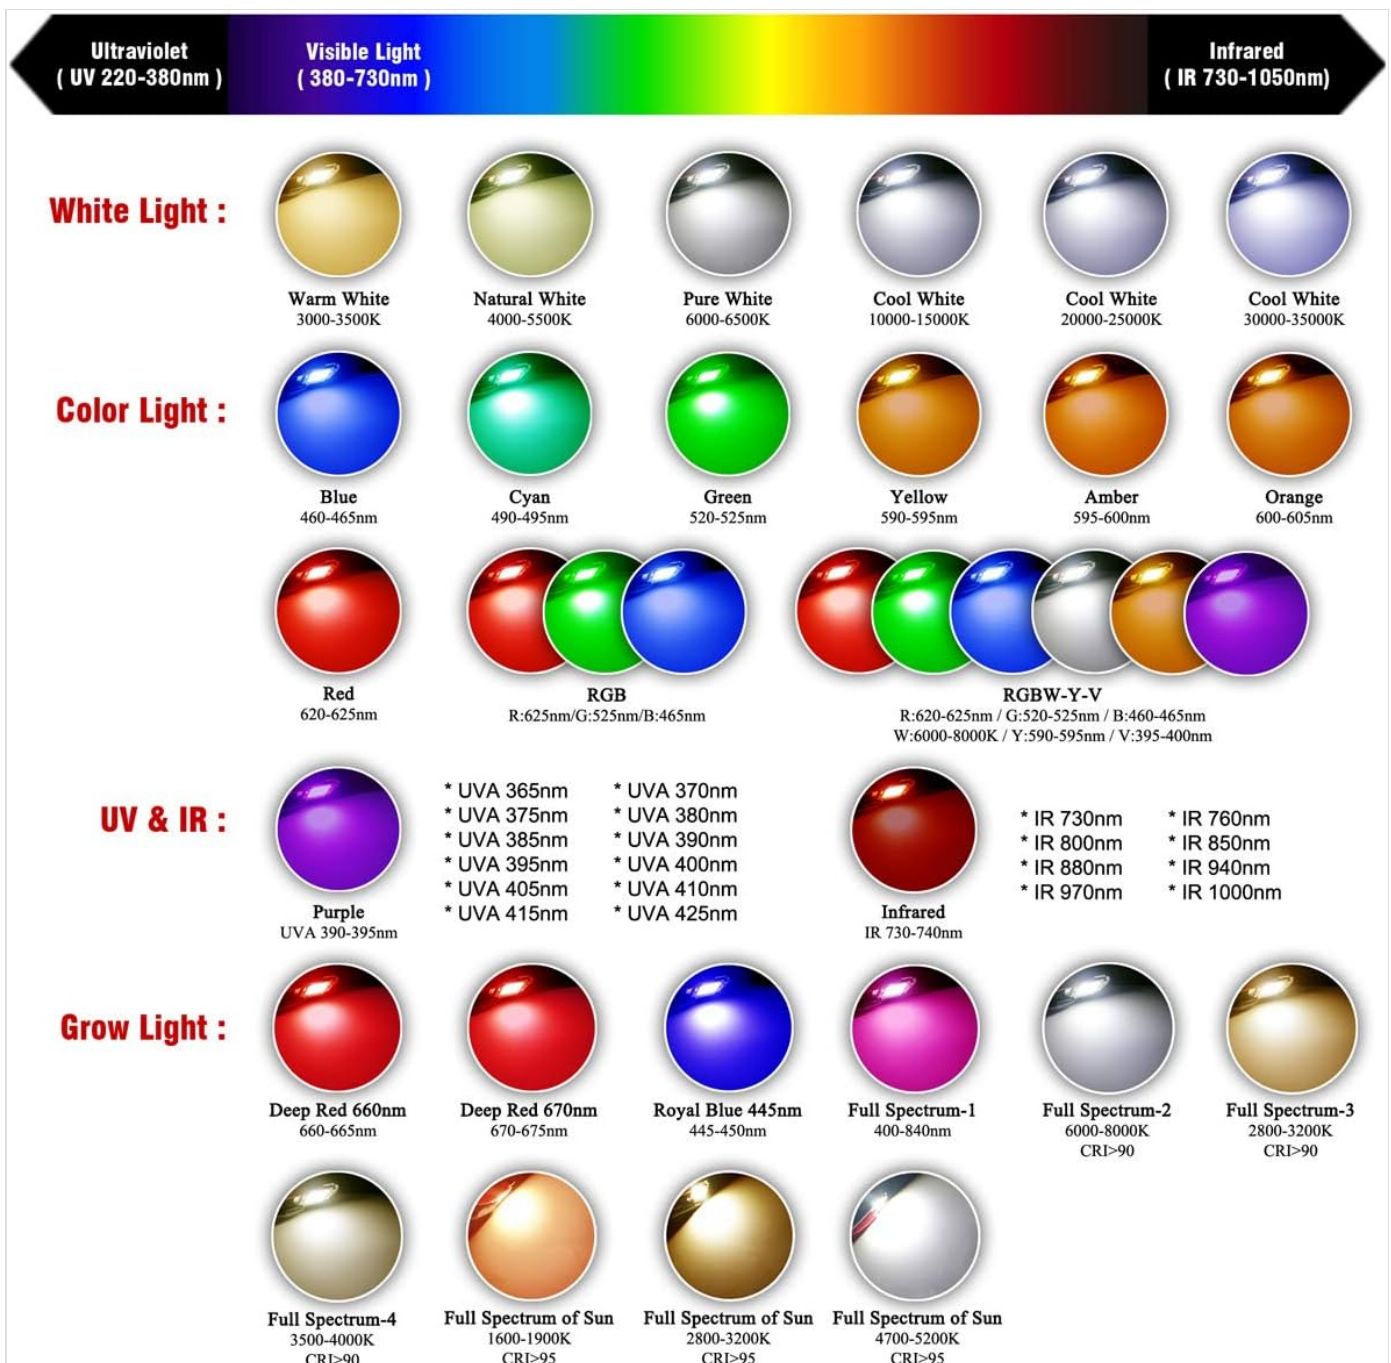 Ultraviolet
( UV 220-380nm )
Visible Light
( 380-730nm )
Infrared
( IR 730-1050nm)
White Light :
Warm White
3000-3500K
Natural White
4000-5500K
Pure White
6000-6500K
Cool White
10000-15000K
Cool White
20000-25000K
Cool White
30000-35000K
Color Light :
Blue
460-465nm
Cyan
490-495nm
Green
520-525nm
Yellow
590-595nm
Amber
595-600nm
Orange
600-605nm
Red
620-625nm
RGB
R:625nm/G:525nm/B:465nm
RGBW-Y-V
R:620-625nm / G:520-525nm / B:460-465nm
W:6000-8000K / Y:590-595nm / V:395-400nm
UV & IR :
Purple
UVA 390-395nm
* UVA 365nm
* UVA 370nm
* UVA 375nm
* UVA 380nm
* UVA 385nm
* UVA 390nm
* UVA 395nm
* UVA 400nm
* UVA 405nm
* UVA 410nm
* UVA 415nm
* UVA 425nm
Infrared
IR 730-740nm
* IR 730nm
* IR 760nm
* IR 800nm
* IR 850nm
* IR 880nm
* IR 940nm
* IR 970nm
* IR 1000nm
Grow Light :
Deep Red 660nm
660-665nm
Deep Red 670nm
670-675nm
Royal Blue 445nm
445-450nm
Full Spectrum-1
400-840nm
Full Spectrum-2
6000-8000K
CRI>90
Full Spectrum-3
2800-3200K
CRI>90
Full Spectrum-4
3500-4000K
CRI>90
Full Spectrum of Sun
1600-1900K
CRI>95
Full Spectrum of Sun
2800-3200K
CRI>95
Full Spectrum of Sun
4700-5200K
CRI>95